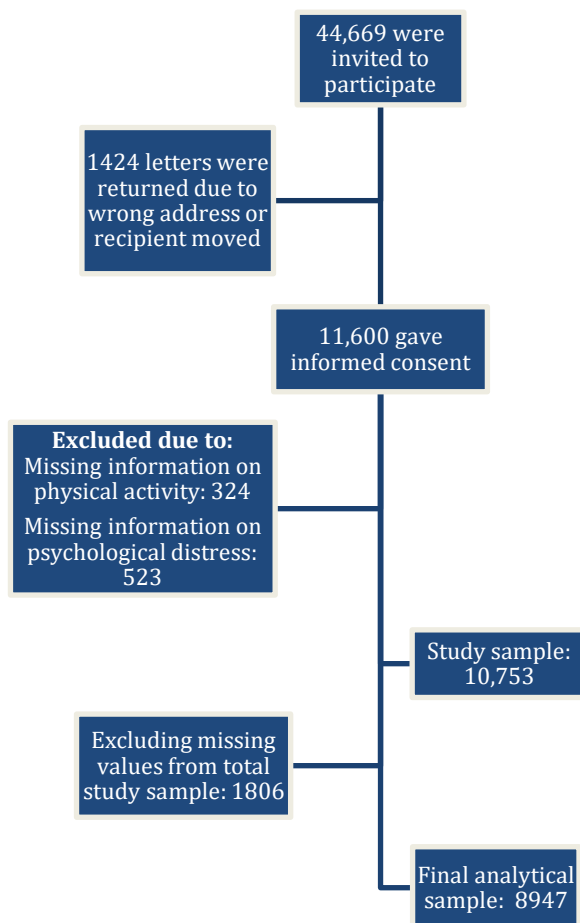 44,669 were
invited to
participate
1424 letters were
returned due to
wrong address or
recipient moved
11,600 gave
informed consent
Excluded due to:
Missing information on
physical activity: 324
Missing information on
psychological distress:
523
Study sample:
10,753
Excluding missing
values from total
study sample: 1806
Final analytical
sample: 8947